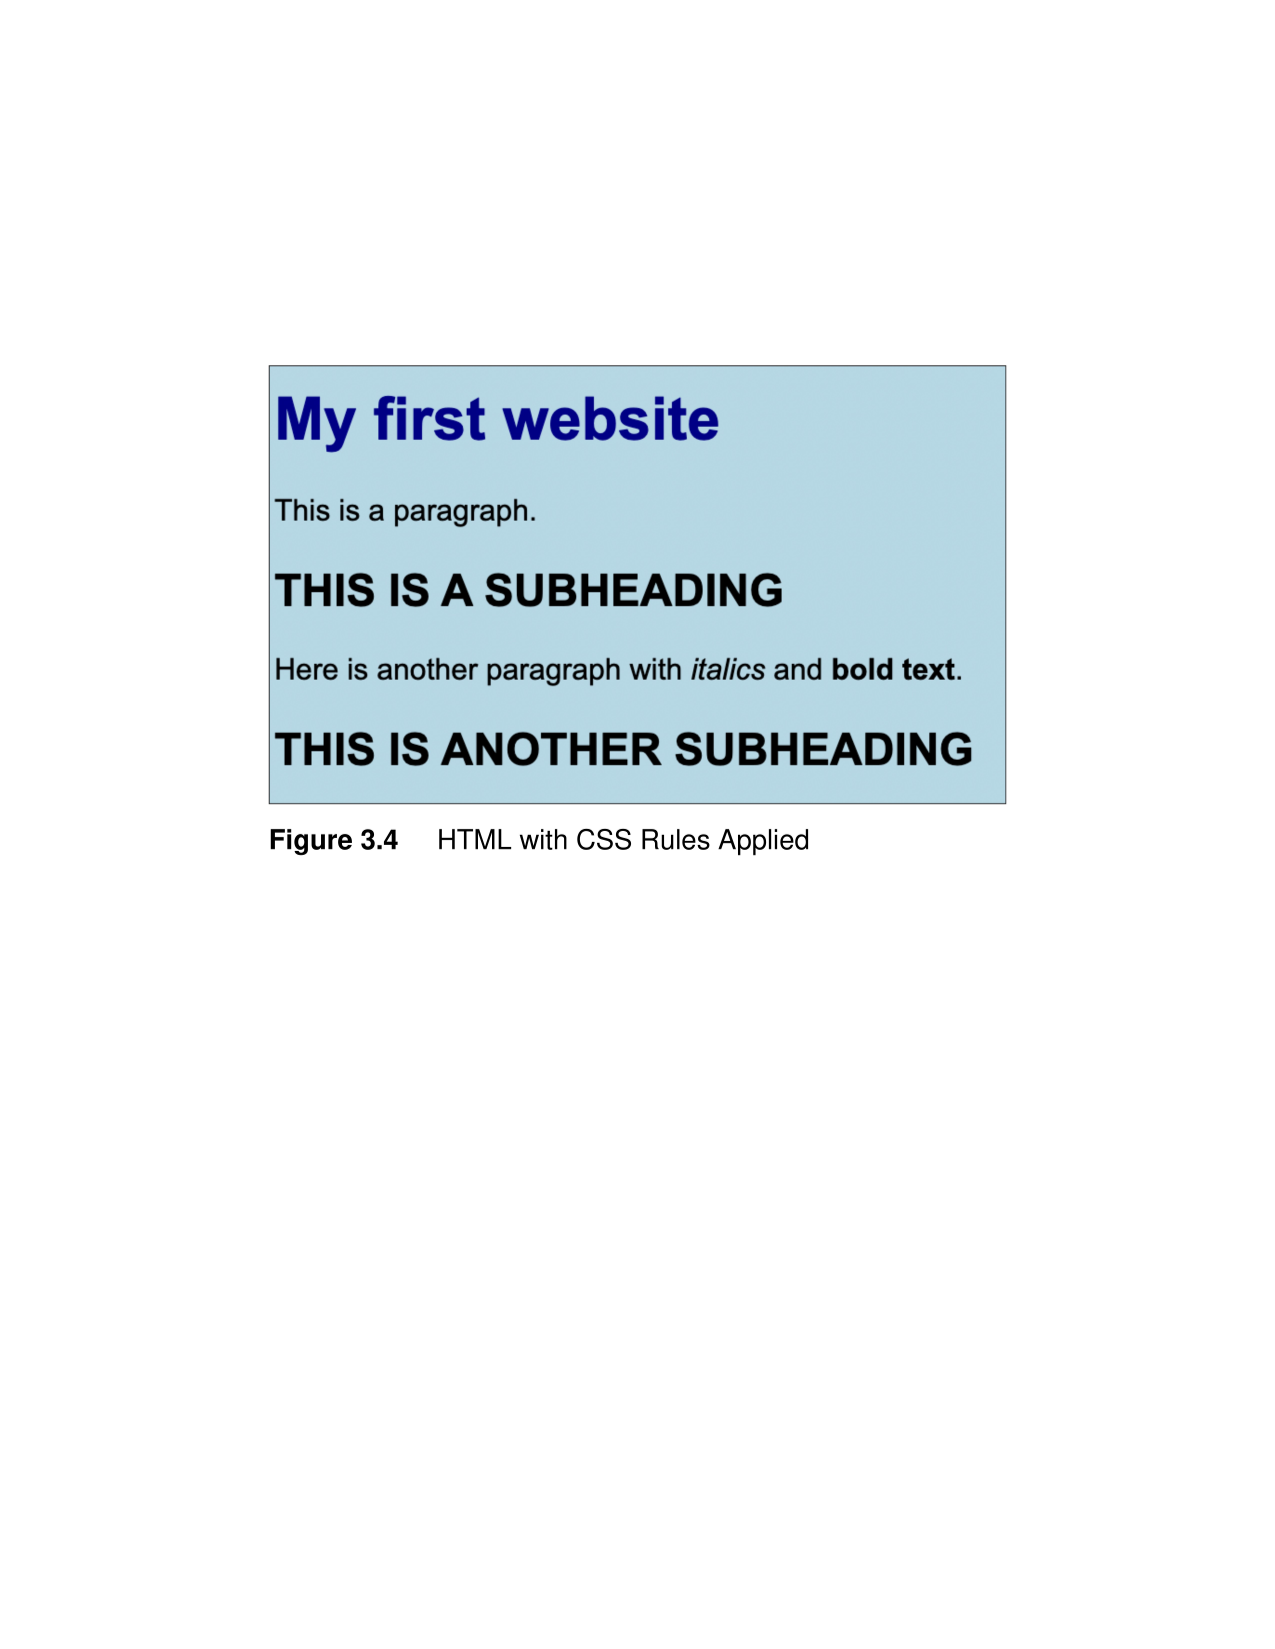 My first website
This is a paragraph.
THIS IS A SUBHEADING
Here is another paragraph with italics and bold text.
THIS IS ANOTHER SUBHEADING
Figure 3.4 HTML with CSS Rules Applied